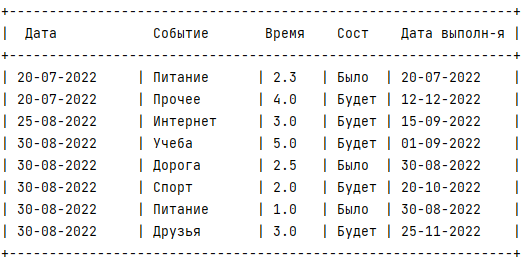 +----------------------------------------------------------------+
|  Дата            Событие       Время    Сост    Дата выполн-я |
+----------------------------------------------------------------+
| 20-07-2022     | Питание      | 2.3   | Было  | 20-07-2022    |
| 20-07-2022     | Прочее       | 4.0   | Будет | 12-12-2022    |
| 25-08-2022     | Интернет     | 3.0   | Будет | 15-09-2022    |
| 30-08-2022     | Учеба        | 5.0   | Будет | 01-09-2022    |
| 30-08-2022     | Дорога       | 2.5   | Было  | 30-08-2022    |
| 30-08-2022     | Спорт        | 2.0   | Будет | 20-10-2022    |
| 30-08-2022     | Питание      | 1.0   | Было  | 30-08-2022    |
| 30-08-2022     | Друзья       | 3.0   | Будет | 25-11-2022    |
+----------------------------------------------------------------+